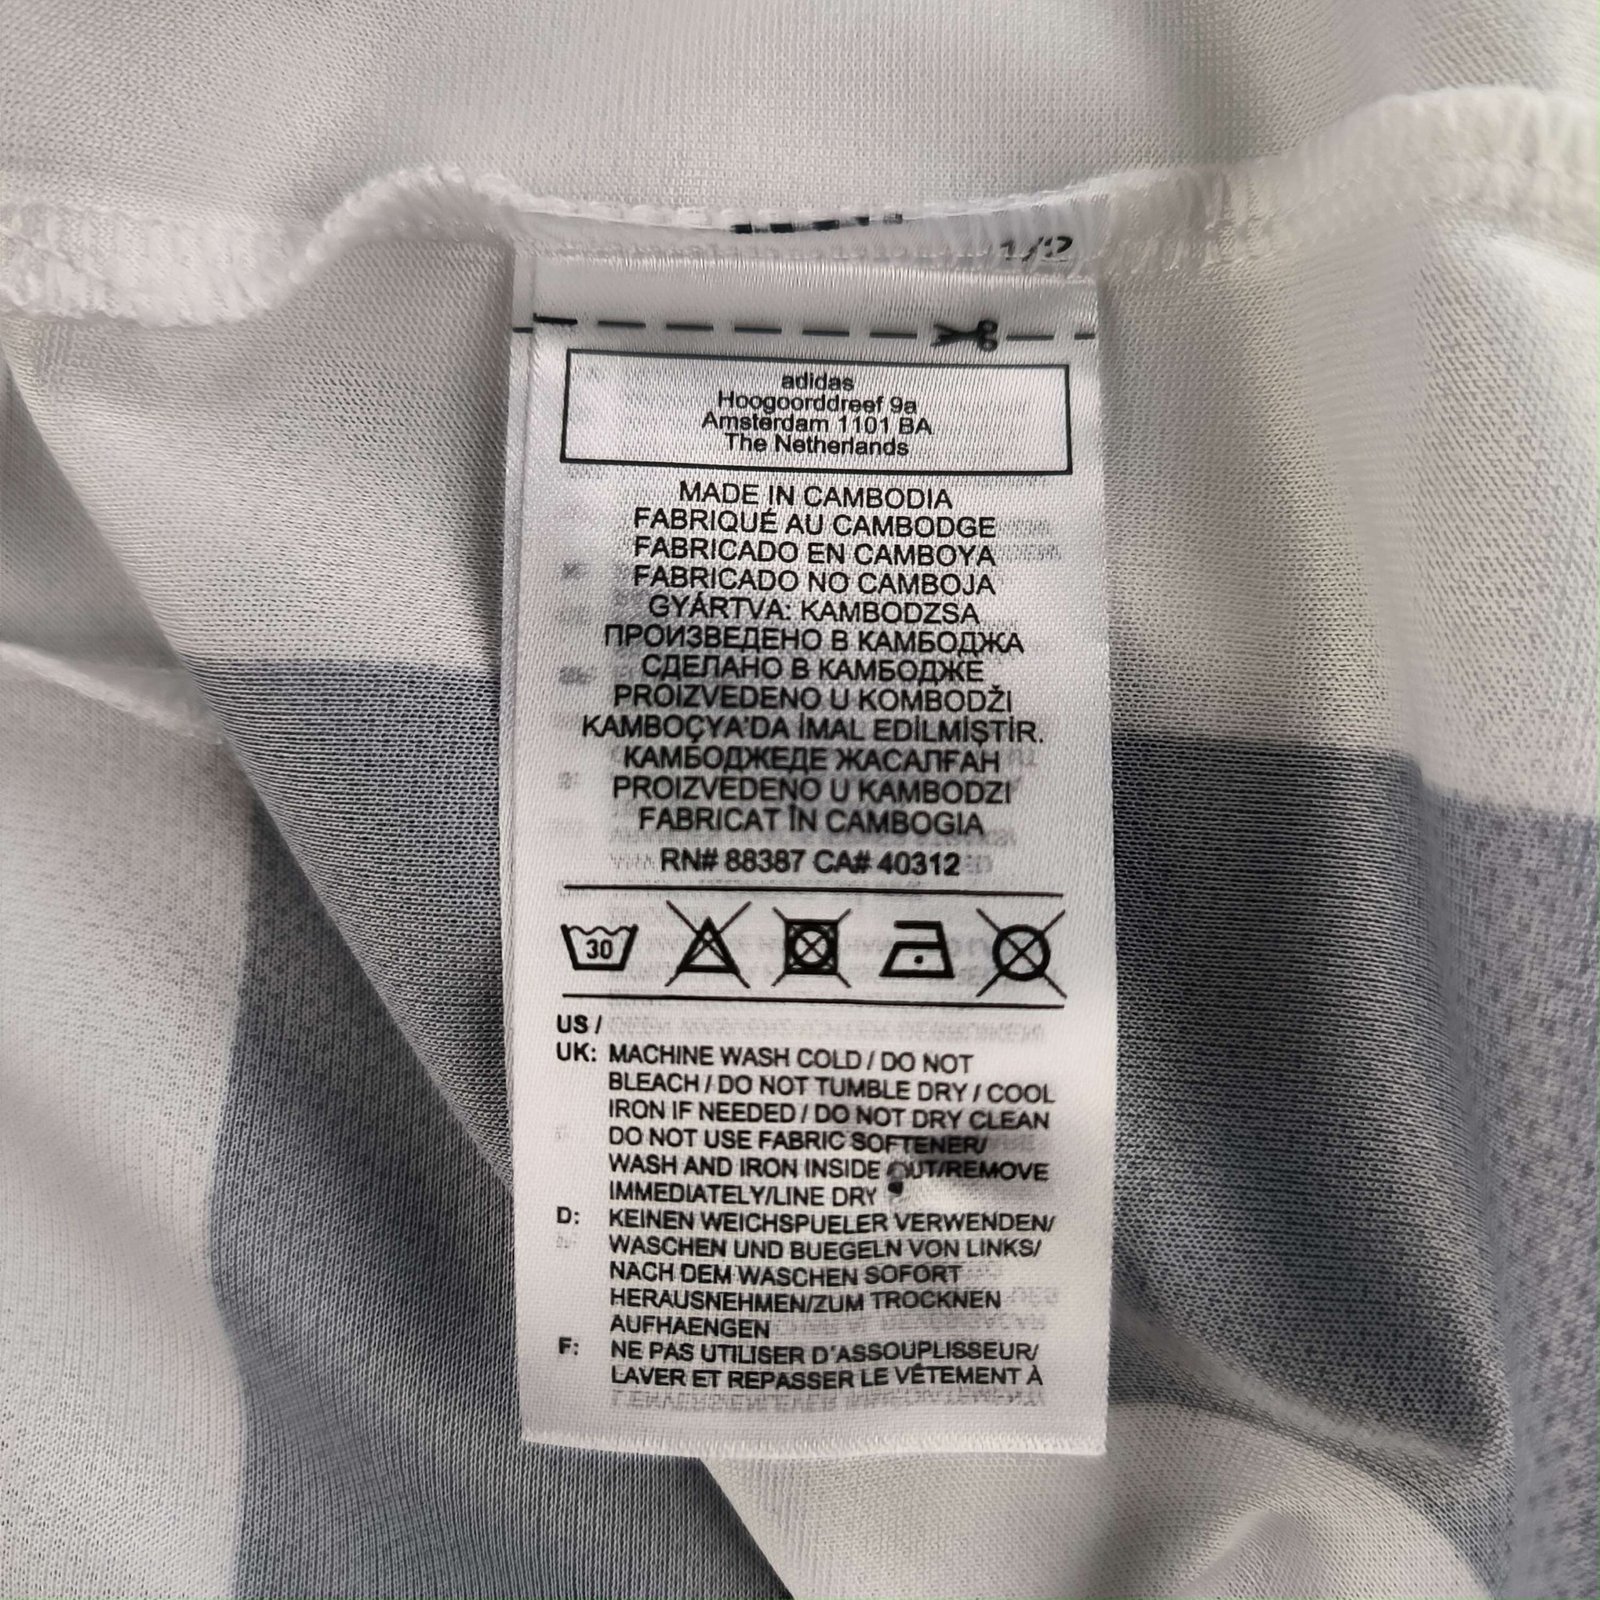 1/2
adidas
Hoogoorddreef 9a
Amsterdam 1101 BA
The Netherlands
MADE IN CAMBODIA
FABRIQUÉ AU CAMBODGE
FABRICADO EN CAMBOYA
FABRICADO NO CAMBOJA
GYÁRTVA: KAMBODZSA
ПРОИЗВЕДЕНО В КАМБОДЖА
СДЕЛАНО В КАМБОДЖЕ
PROIZVEDENO U KOMBODŽI
KAMBOÇYA'DA İMAL EDİLMİŞTİR.
КАМБОДЖЕДЕ ЖАСАЛҒАН
PROIZVEDENO U KAMBODZI
FABRICAT ÎN CAMBOGIA
RN# 88387 CA# 40312
30
US /
UK: MACHINE WASH COLD / DO NOT
BLEACH / DO NOT TUMBLE DRY / COOL
IRON IF NEEDED / DO NOT DRY CLEAN
DO NOT USE FABRIC SOFTENER/
WASH AND IRON INSIDE OUT/REMOVE
IMMEDIATELY/LINE DRY
D: KEINEN WEICHSPUELER VERWENDEN/
WASCHEN UND BUEGELN VON LINKS/
NACH DEM WASCHEN SOFORT
HERAUSNEHMEN/ZUM TROCKNEN
AUFHAENGEN
F: NE PAS UTILISER D'ASSOUPLISSEUR/
LAVER ET REPASSER LE VÊTEMENT À